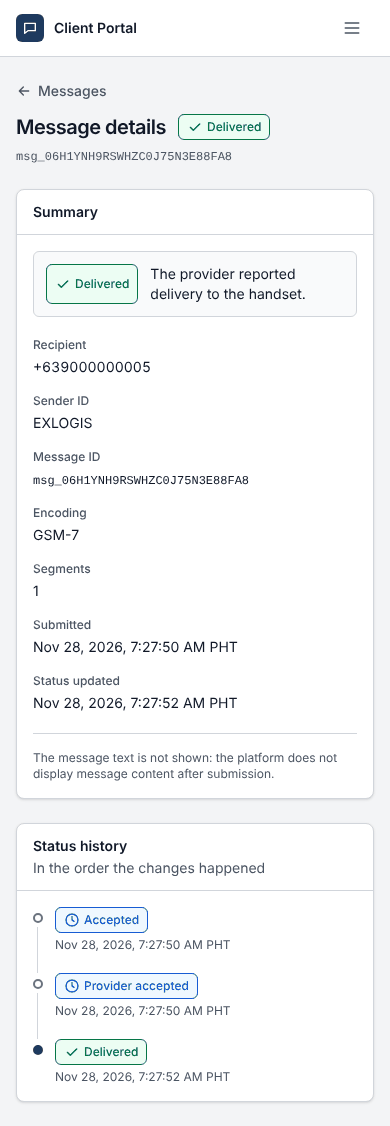 Client Portal
Messages
Message details
Delivered
msg_06H1YNH9RSWHZC0J75N3E88FA8
Summary
Delivered
The provider reported
delivery to the handset.
Recipient
+639000000005
Sender ID
EXLOGIS
Message ID
msg_06H1YNH9RSWHZC0J75N3E88FA8
Encoding
GSM-7
Segments
1
Submitted
Nov 28, 2026, 7:27:50 AM PHT
Status updated
Nov 28, 2026, 7:27:52 AM PHT
The message text is not shown: the platform does not
display message content after submission.
Status history
In the order the changes happened
Accepted
Nov 28, 2026, 7:27:50 AM PHT
Provider accepted
Nov 28, 2026, 7:27:50 AM PHT
Delivered
Nov 28, 2026, 7:27:52 AM PHT